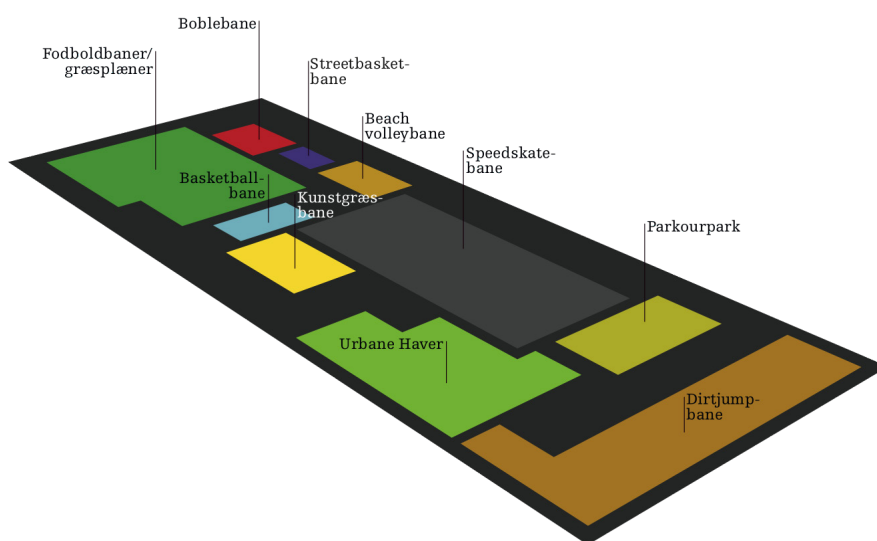 Boblebane
Fodboldbaner/
græsplæner
Streetbasket-
bane
Beach
volleybane
Speedskate-
bane
Basketball-
bane
Kunstgræs-
bane
Parkourpark
Urbane Haver
Dirtjump-
bane